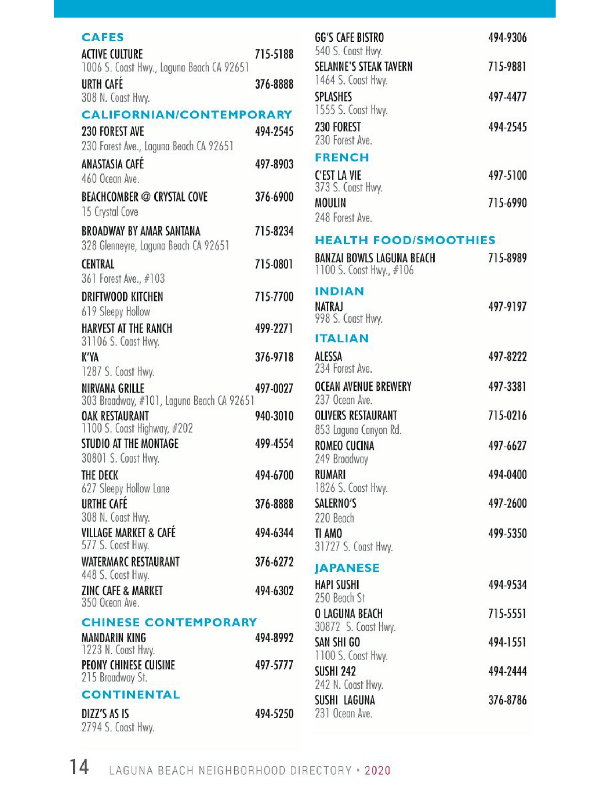 CAFES
ACTIVE CULTURE 715-5188
1006 S. Coast Hwy., Laguna Beach CA 92651
URTH CAFÉ 376-8888
308 N. Coast Hwy.
CALIFORNIAN/CONTEMPORARY
230 FOREST AVE 494-2545
230 Forest Ave., Laguna Beach CA 92651
ANASTASIA CAFÉ 497-8903
460 Ocean Ave.
BEACHCOMBER @ CRYSTAL COVE 376-6900
15 Crystal Cove
BROADWAY BY AMAR SANTANA 715-8234
328 Glenneyre, Laguna Beach CA 92651
CENTRAL 715-0801
361 Forest Ave., #103
DRIFTWOOD KITCHEN 715-7700
619 Sleepy Hollow
HARVEST AT THE RANCH 499-2271
31106 S. Coast Hwy.
K'YA 376-9718
1287 S. Coast Hwy.
NIRVANA GRILLE 497-0027
303 Broadway, #101, Laguna Beach CA 92651
OAK RESTAURANT 940-3010
1100 S. Coast Highway, #202
STUDIO AT THE MONTAGE 499-4554
30801 S. Coast Hwy.
THE DECK 494-6700
627 Sleepy Hollow Lane
URTHE CAFÉ 376-8888
308 N. Coast Hwy.
VILLAGE MARKET & CAFÉ 494-6344
577 S. Coast Hwy.
WATERMARC RESTAURANT 376-6272
448 S. Coast Hwy.
ZINC CAFE & MARKET 494-6302
350 Ocean Ave.
CHINESE CONTEMPORARY
MANDARIN KING 494-8992
1223 N. Coast Hwy.
PEONY CHINESE CUISINE 497-5777
215 Broadway St.
CONTINENTAL
DIZZ'S AS IS 494-5250
2794 S. Coast Hwy.
GG'S CAFE BISTRO 494-9306
540 S. Coast Hwy.
SELANNE'S STEAK TAVERN 715-9881
1464 S. Coast Hwy.
SPLASHES 497-4477
1555 S. Coast Hwy.
230 FOREST 494-2545
230 Forest Ave.
FRENCH
C'EST LA VIE 497-5100
373 S. Coast Hwy.
MOULIN 715-6990
248 Forest Ave.
HEALTH FOOD/SMOOTHIES
BANZAI BOWLS LAGUNA BEACH 715-8989
1100 S. Coast Hwy., #106
INDIAN
NATRAJ 497-9197
998 S. Coast Hwy.
ITALIAN
ALESSA 497-8222
234 Forest Ave.
OCEAN AVENUE BREWERY 497-3381
237 Ocean Ave.
OLIVERS RESTAURANT 715-0216
853 Laguna Canyon Rd.
ROMEO CUCINA 497-6627
249 Broadway
RUMARI 494-0400
1826 S. Coast Hwy.
SALERNO'S 497-2600
220 Beach
TI AMO 499-5350
31727 S. Coast Hwy.
JAPANESE
HAPI SUSHI 494-9534
250 Beach St
O LAGUNA BEACH 715-5551
30872 S. Coast Hwy.
SAN SHI GO 494-1551
1100 S. Coast Hwy.
SUSHI 242 494-2444
242 N. Coast Hwy.
SUSHI LAGUNA 376-8786
231 Ocean Ave.
14 LAGUNA BEACH NEIGHBORHOOD DIRECTORY • 2020